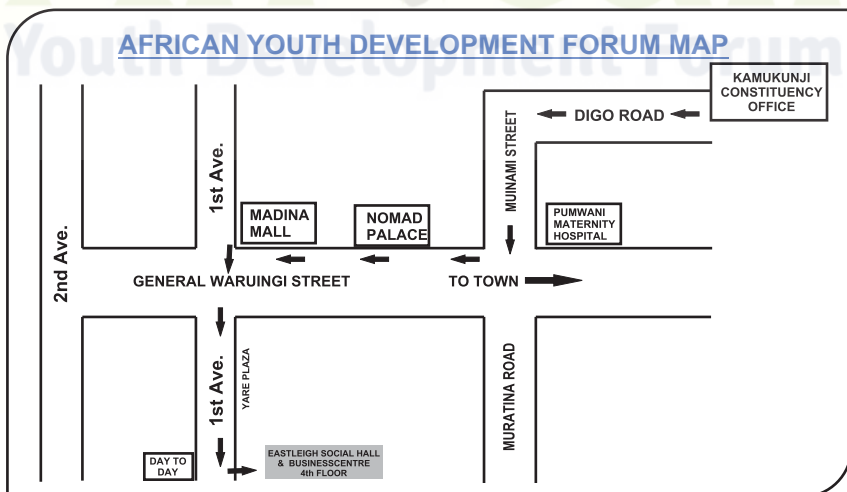 Youth Development Forum
AFRICAN YOUTH DEVELOPMENT FORUM MAP
KAMUKUNJI
CONSTITUENCY
OFFICE
DIGO ROAD
MUINAMI STREET
1st Ave.
MADINA
MALL
NOMAD
PALACE
PUMWANI
MATERNITY
HOSPITAL
2nd Ave.
GENERAL WARUINGI STREET
TO TOWN
1st Ave.
YARE PLAZA
MURATINA ROAD
DAY TO
DAY
EASTLEIGH SOCIAL HALL
& BUSINESSCENTRE
4th FLOOR